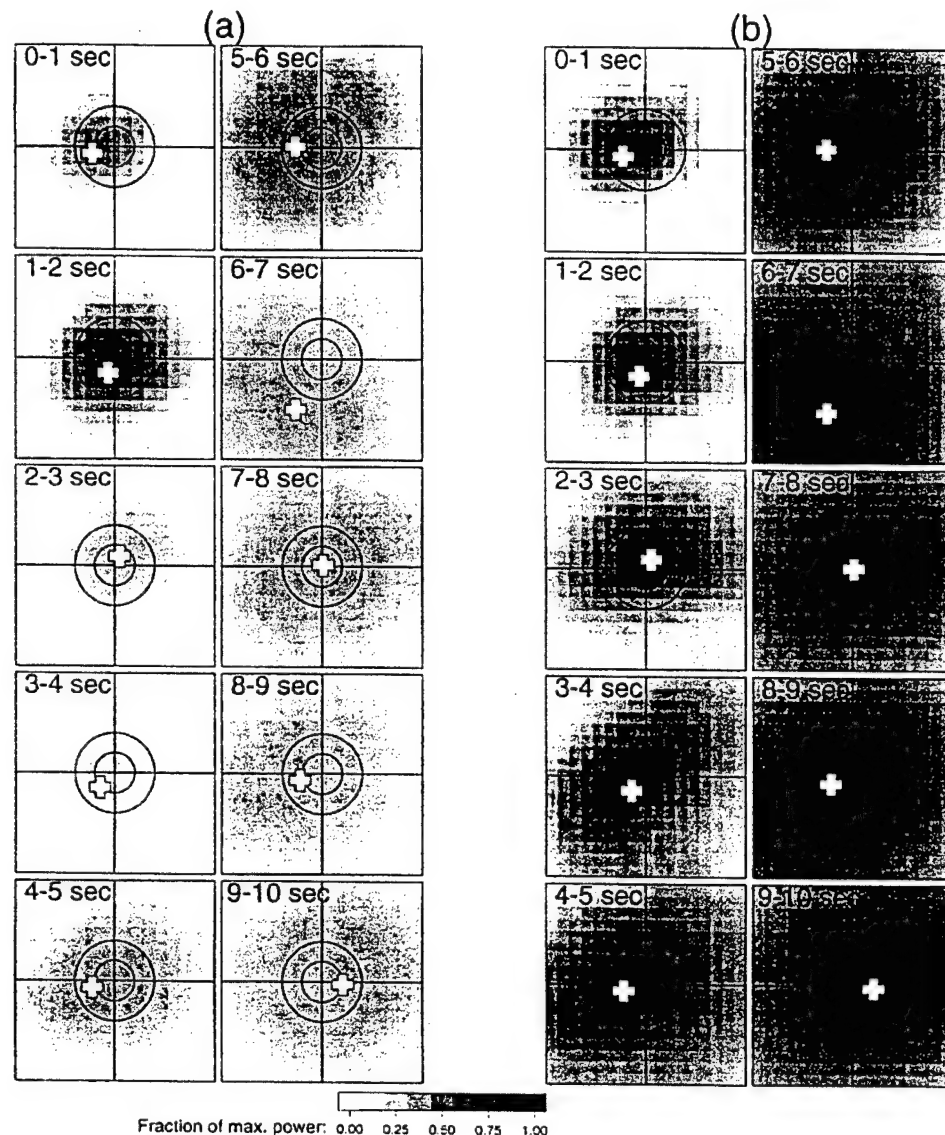 (a)
(b)
0-1 sec
5-6 sec
0-1 sec
5-6 sec
1-2 sec
6-7 sec
1-2 sec
6-7 sec
2-3 sec
7-8 sec
2-3 sec
7-8 sec
3-4 sec
8-9 sec
3-4 sec
8-9 sec
4-5 sec
9-10 sec
4-5 sec
9-10 sec
Fraction of max. power: 0.00 0.25 0.50 0.75 1.00